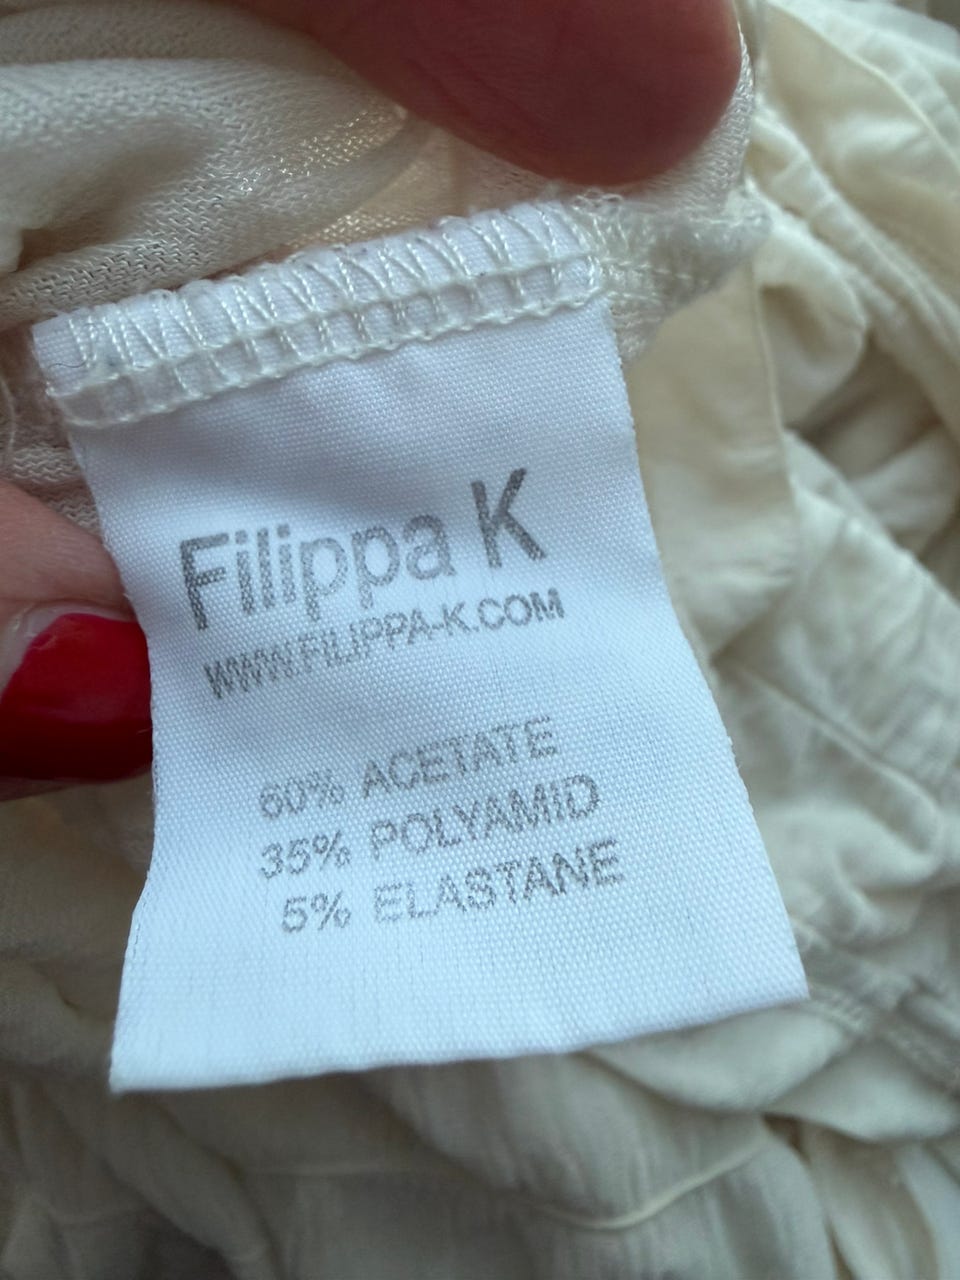 Filippa K
WWW.FILIPPA-K.COM
60% ACETATE
35% POLYAMID
5% ELASTANE